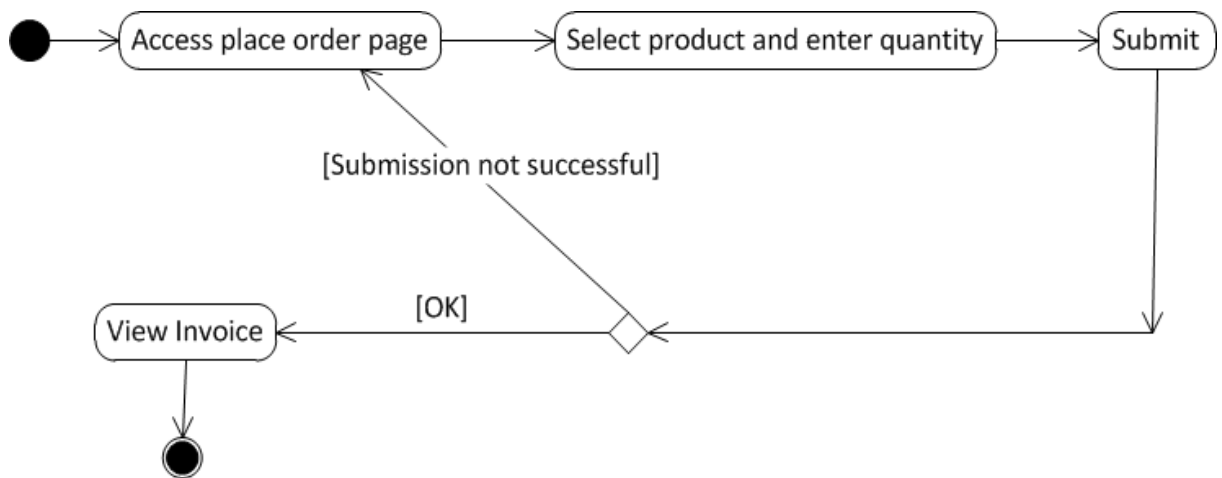 Access place order page
Select product and enter quantity
Submit
[Submission not successful]
[OK]
View Invoice